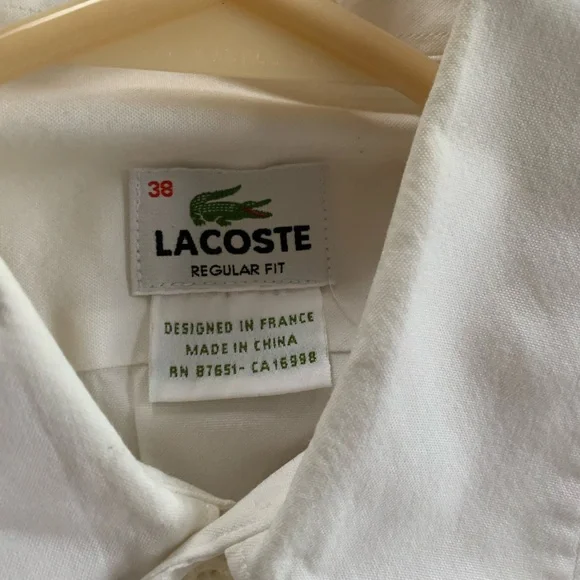 38
LACOSTE
REGULAR FIT
DESIGNED IN FRANCE
MADE IN CHINA
RN 87651- CA16998